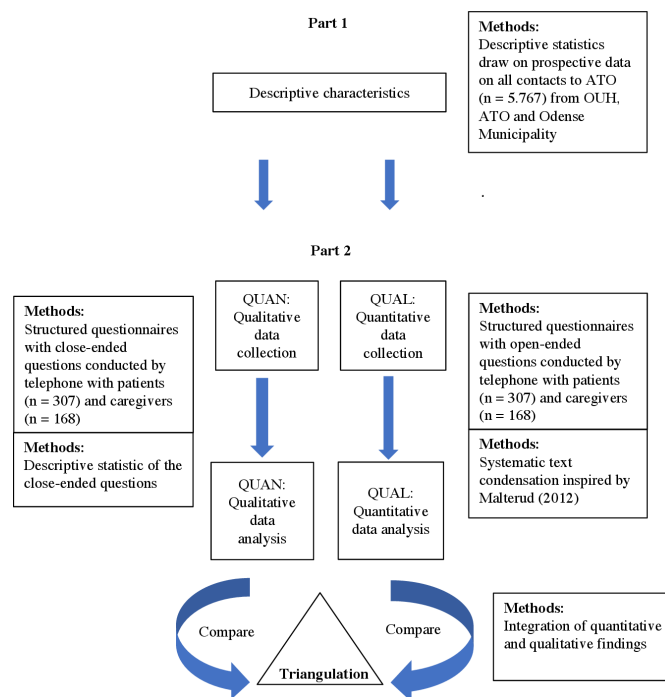 Part 1
Methods:
Descriptive statistics
draw on prospective data
on all contacts to ATO
(n = 5.767) from OUH,
ATO and Odense
Municipality
Descriptive characteristics
.
Part 2
Methods:
Structured questionnaires
with close-ended
questions conducted by
telephone with patients
(n = 307) and caregivers
(n = 168)
QUAN:
Qualitative
data
collection
QUAL:
Quantitative
data
collection
Methods:
Structured questionnaires
with open-ended
questions conducted by
telephone with patients
(n = 307) and caregivers
(n = 168)
Methods:
Descriptive statistic of the
close-ended questions
QUAN:
Qualitative
data
analysis
QUAL:
Quantitative
data analysis
Methods:
Systematic text
condensation inspired by
Malterud (2012)
Compare
Compare
Triangulation
Methods:
Integration of quantitative
and qualitative findings